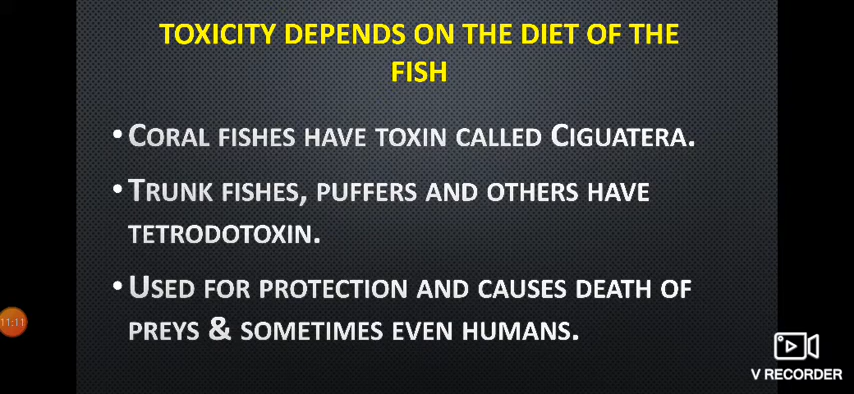 TOXICITY DEPENDS ON THE DIET OF THE
FISH
• CORAL FISHES HAVE TOXIN CALLED CIGUATERA.
• TRUNK FISHES, PUFFERS AND OTHERS HAVE
TETRODOTOXIN.
• USED FOR PROTECTION AND CAUSES DEATH OF
PREYS & SOMETIMES EVEN HUMANS.
11:11
V RECORDER